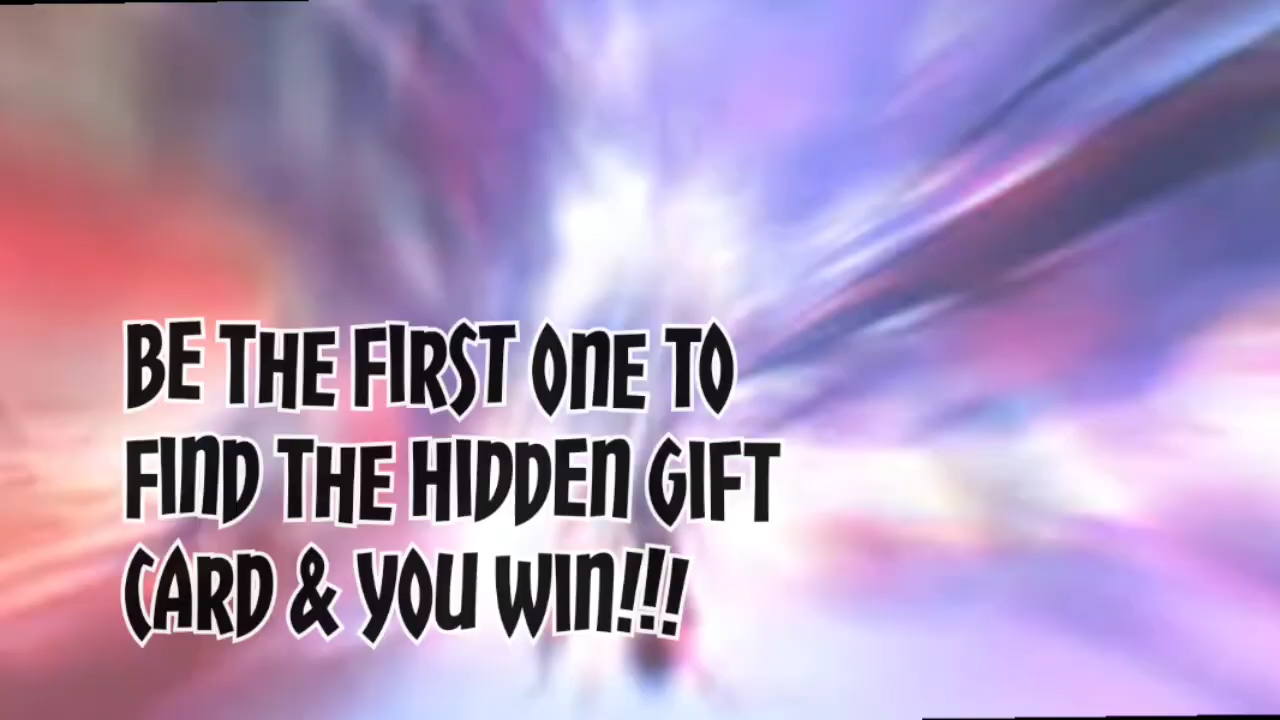 BE THE FIRST ONE TO
FIND THE HIDDEN GIFT
CARD & YOU WIN!!!